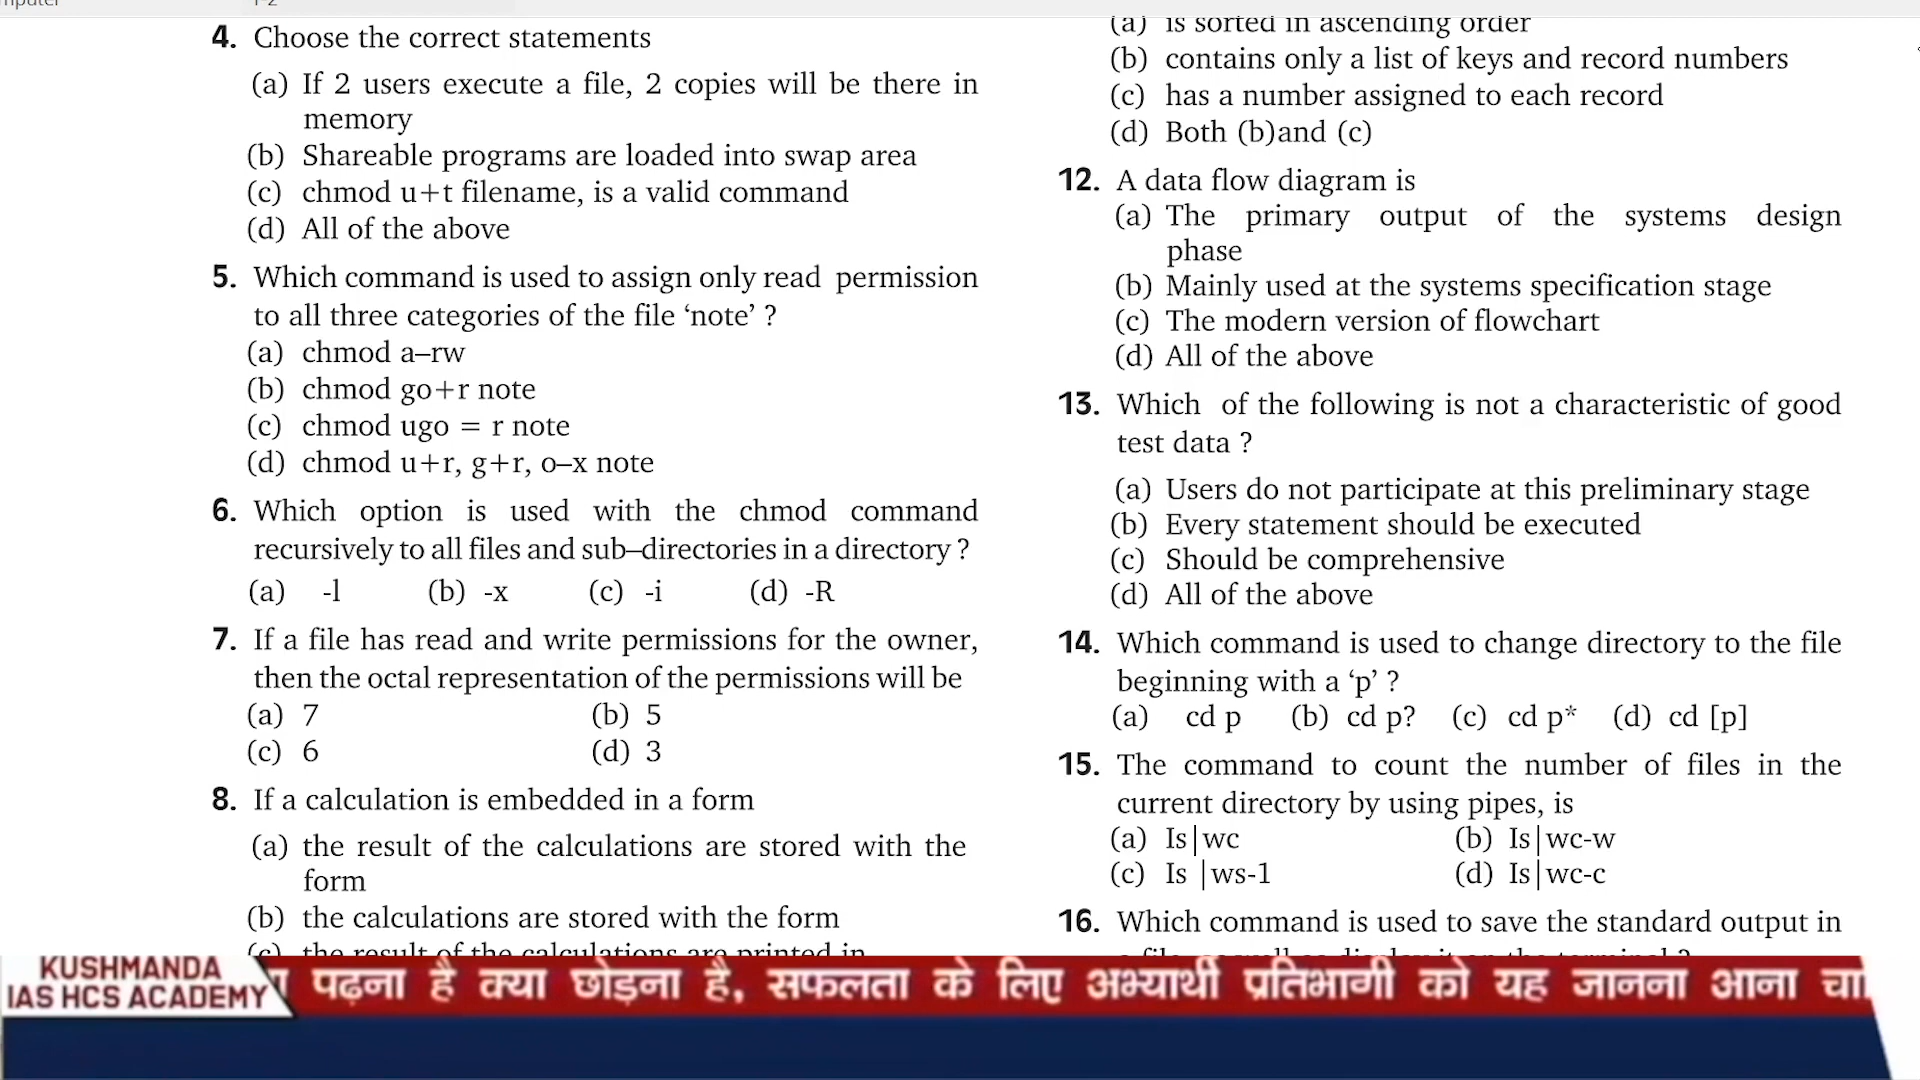 4. Choose the correct statements
(a) If 2 users execute a file, 2 copies will be there in
memory
(b) Shareable programs are loaded into swap area
(c) chmod u+t filename, is a valid command
(d) All of the above
5. Which command is used to assign only read permission
to all three categories of the file ‘note’ ?
(a) chmod a–rw
(b) chmod go+r note
(c) chmod ugo = r note
(d) chmod u+r, g+r, o–x note
6. Which option is used with the chmod command
recursively to all files and sub–directories in a directory ?
(a) -l (b) -x (c) -i (d) -R
7. If a file has read and write permissions for the owner,
then the octal representation of the permissions will be
(a) 7 (b) 5
(c) 6 (d) 3
8. If a calculation is embedded in a form
(a) the result of the calculations are stored with the
form
(b) the calculations are stored with the form
(c) the result of the calculations are printed in
(a) is sorted in ascending order
(b) contains only a list of keys and record numbers
(c) has a number assigned to each record
(d) Both (b)and (c)
12. A data flow diagram is
(a) The primary output of the systems design
phase
(b) Mainly used at the systems specification stage
(c) The modern version of flowchart
(d) All of the above
13. Which of the following is not a characteristic of good
test data ?
(a) Users do not participate at this preliminary stage
(b) Every statement should be executed
(c) Should be comprehensive
(d) All of the above
14. Which command is used to change directory to the file
beginning with a ‘p’ ?
(a) cd p (b) cd p? (c) cd p* (d) cd [p]
15. The command to count the number of files in the
current directory by using pipes, is
(a) Is|wc (b) Is|wc-w
(c) Is |ws-1 (d) Is|wc-c
16. Which command is used to save the standard output in
KUSHMANDA
IAS HCS ACADEMY
पढ़ना है क्या छोड़ना है, सफलता के लिए अभ्यार्थी प्रतिभागी को यह जानना आना